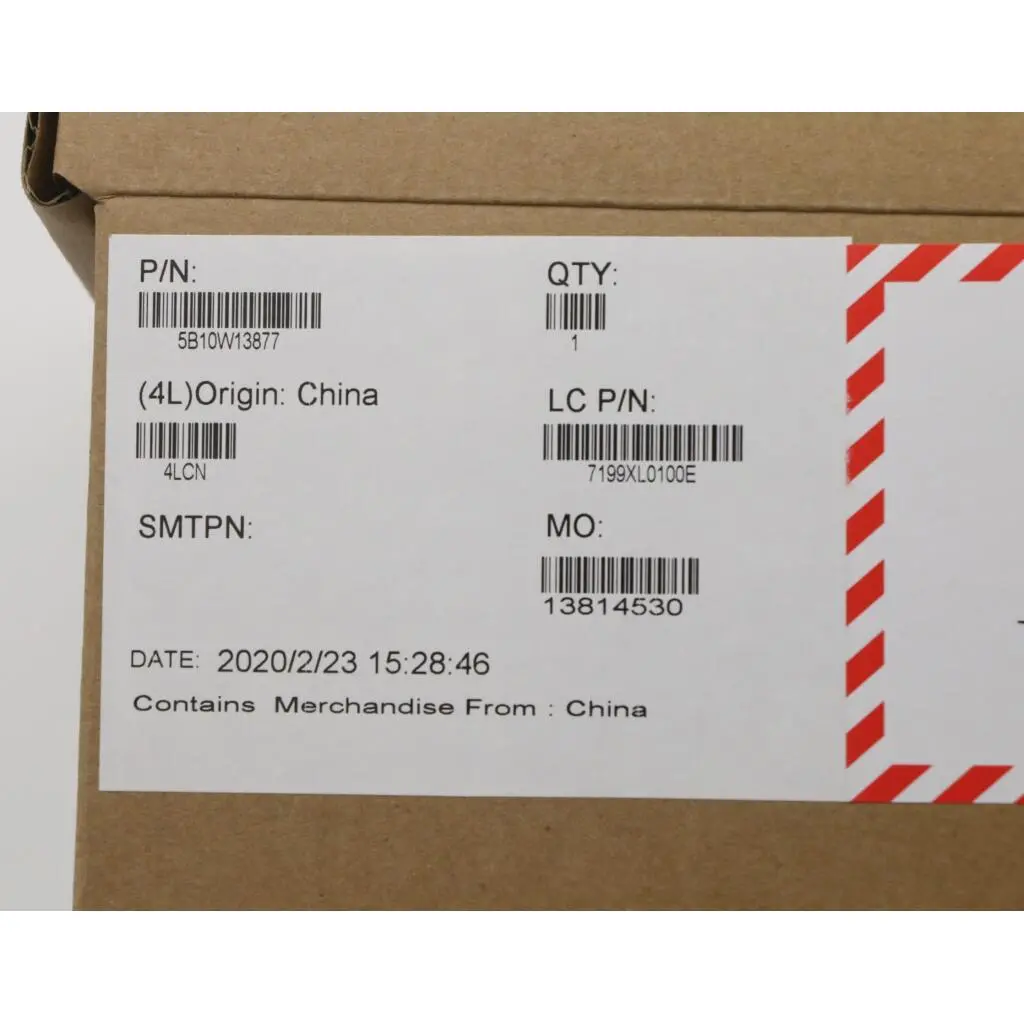 P/N:
5B10W13877
QTY:
1
(4L)Origin: China
4LCN
LC P/N:
7199XL0100E
SMTPN:
MO:
13814530
DATE: 2020/2/23 15:28:46
Contains Merchandise From : China